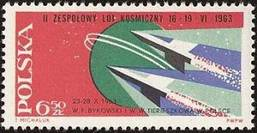 II ZESPOŁOWY LOT KOSMICZNY 16-19 VI 1963
POLSKA
6,50 ZŁ
23-28 X 1963
W. F. BYKOWSKI I W. W. TIERIESZKOWA W POLSCE
T. MICHALUK
PWPW